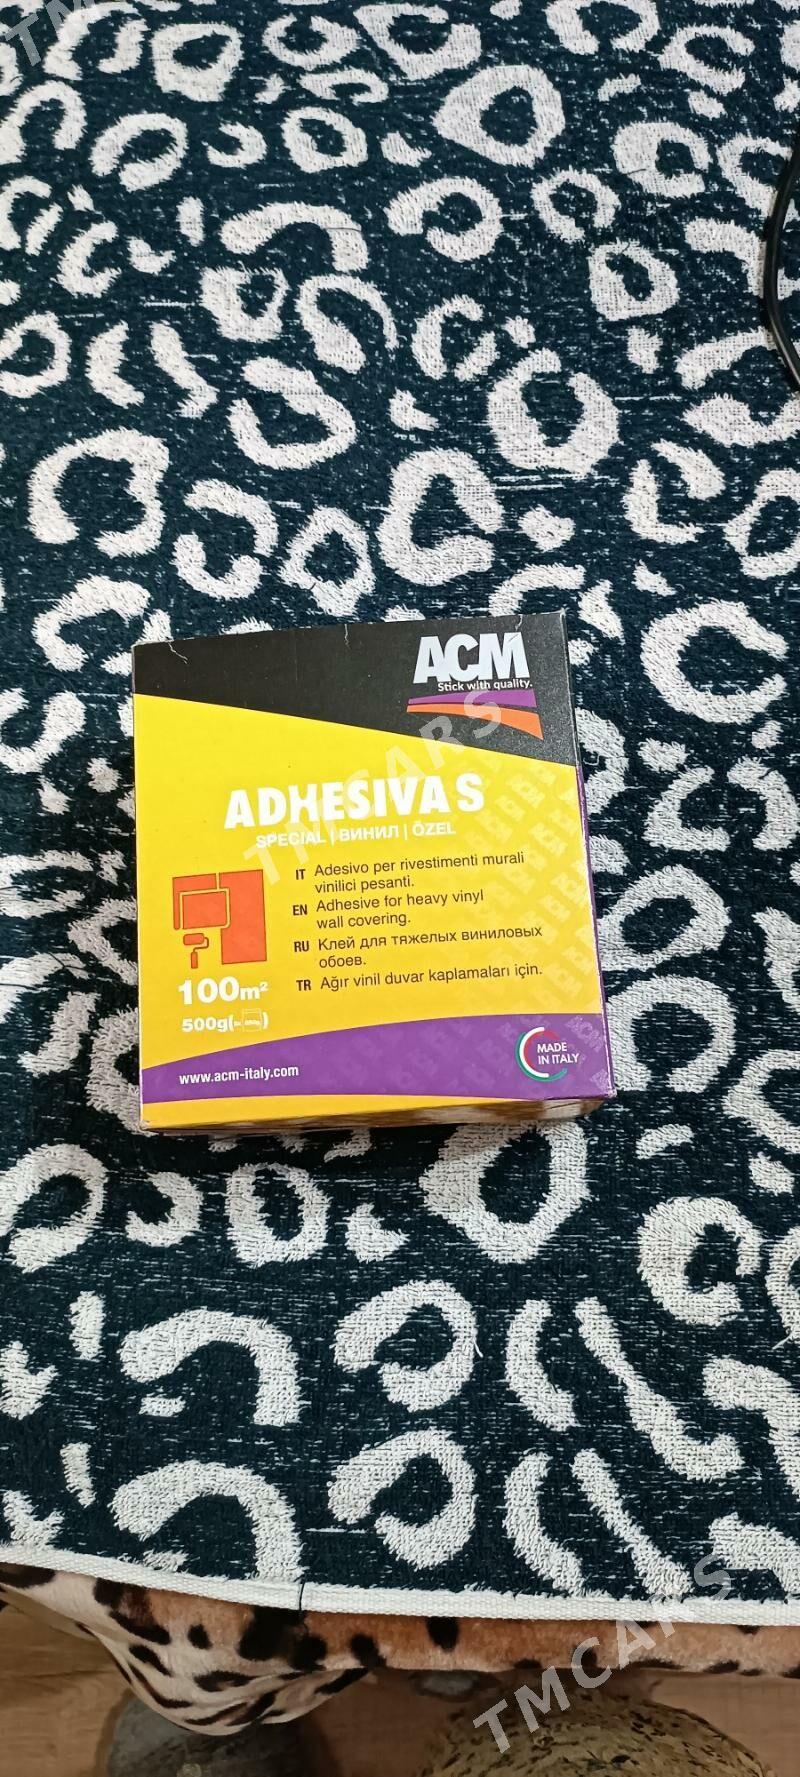 TMCARS
ACM
Stick with quality.
ADHESIVA S
SPECIAL | ВИНИЛ | ÖZEL
IT Adesivo per rivestimenti murali
vinilici pesanti.
EN Adhesive for heavy vinyl
wall covering.
RU Клей для тяжелых виниловых
обоев.
TR Ağır vinil duvar kaplamaları için.
100m²
500g(
MADE
IN ITALY
www.acm-italy.com
TMCARS